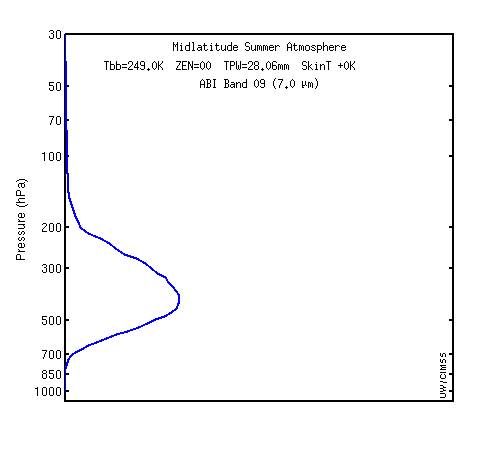 Midlatitude Summer Atmosphere
Tbb=249.0K ZEN=00 TPW=28.06mm SkinT +0K
ABI Band 09 (7.0 µm)
30
50
70
100
200
300
500
700
850
1000
Pressure (hPa)
UW/CIMSS